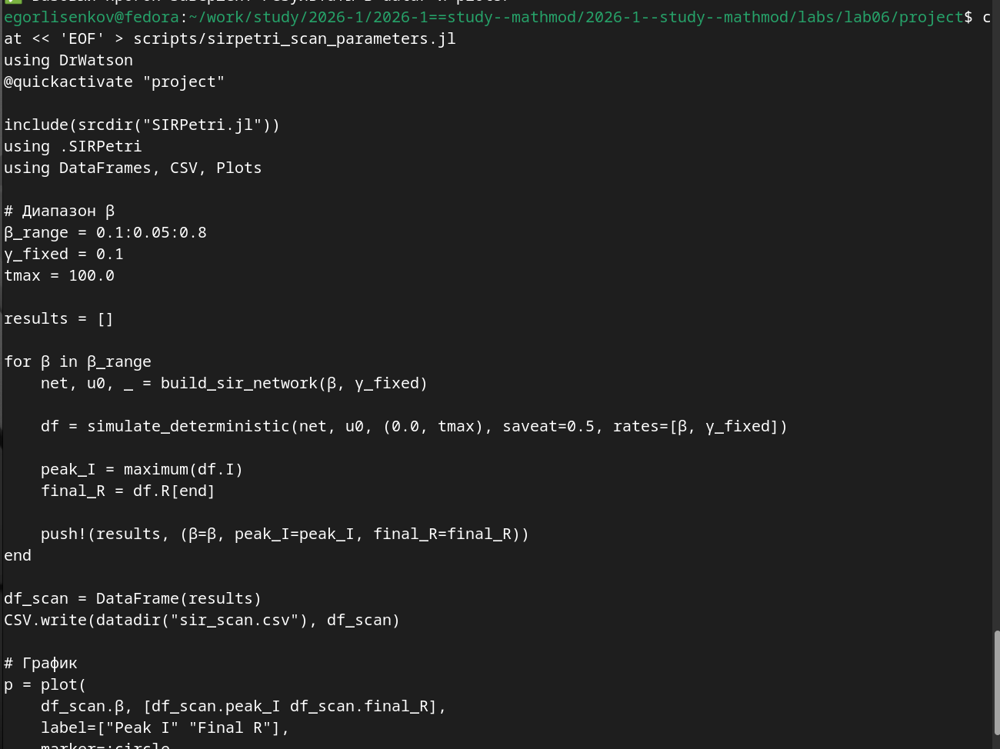 egorlisenkov@fedora:~/work/study/2026-1/2026-1==study--mathmod/2026-1--study--mathmod/labs/lab06/project$ c
at << 'EOF' > scripts/sirpetri_scan_parameters.jl
using DrWatson
@quickactivate "project"

include(srcdir("SIRPetri.jl"))
using .SIRPetri
using DataFrames, CSV, Plots

# Диапазон β
β_range = 0.1:0.05:0.8
γ_fixed = 0.1
tmax = 100.0

results = []

for β in β_range
    net, u0, _ = build_sir_network(β, γ_fixed)

    df = simulate_deterministic(net, u0, (0.0, tmax), saveat=0.5, rates=[β, γ_fixed])

    peak_I = maximum(df.I)
    final_R = df.R[end]

    push!(results, (β=β, peak_I=peak_I, final_R=final_R))
end

df_scan = DataFrame(results)
CSV.write(datadir("sir_scan.csv"), df_scan)

# График
p = plot(
    df_scan.β, [df_scan.peak_I df_scan.final_R],
    label=["Peak I" "Final R"],
    marker=:circle